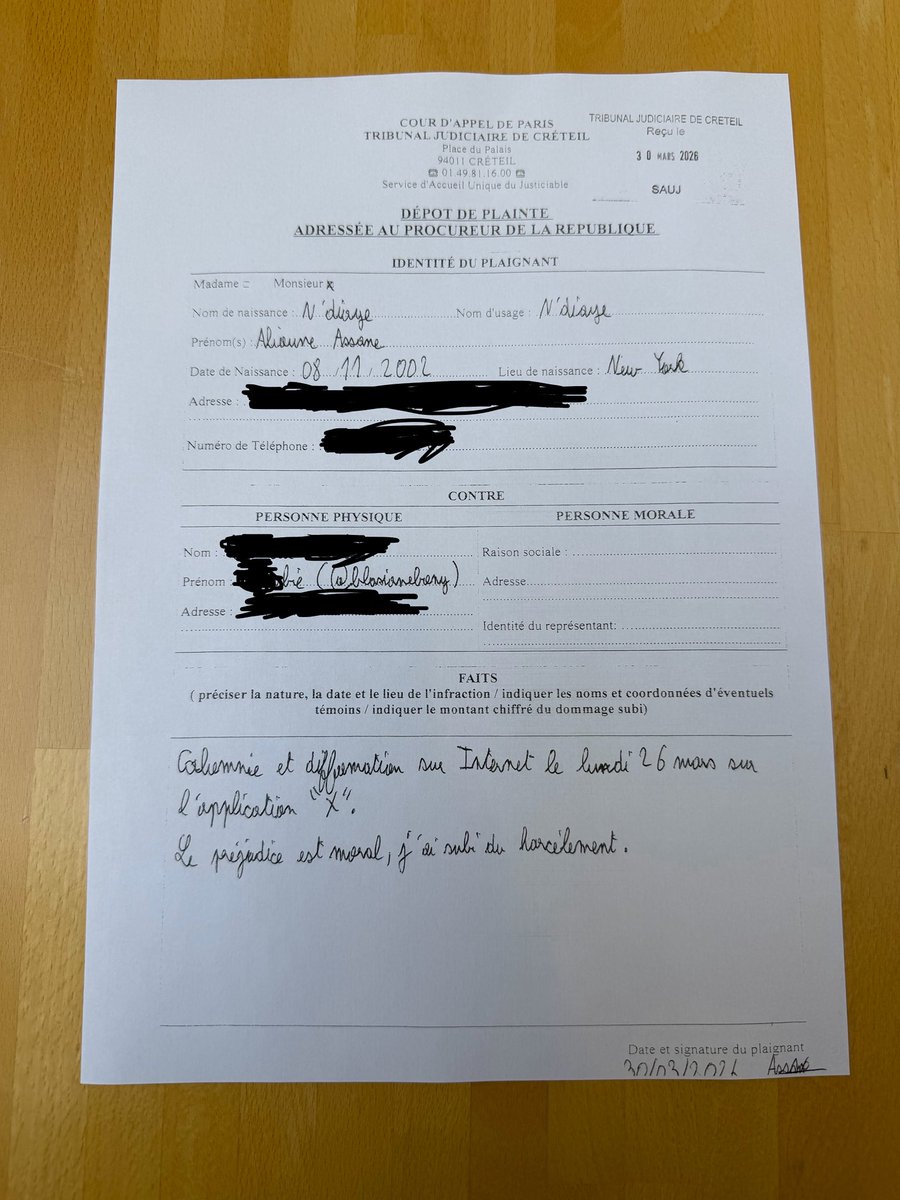 COUR D'APPEL DE PARIS
TRIBUNAL JUDICIAIRE DE CRÉTEIL
Place du Palais
94011 CRÉTEIL
☎ 01.49.81.16.00 ☎
Service d'Accueil Unique du Justiciable
TRIBUNAL JUDICIAIRE DE CRETEIL
Reçu le
30 MARS 2026
SAUJ
DÉPOT DE PLAINTE
ADRESSÉE AU PROCUREUR DE LA REPUBLIQUE
IDENTITÉ DU PLAIGNANT
Madame Monsieur x
Nom de naissance : N'diaye Nom d'usage : N'diaye
Prénom(s) : Alioune Assane
Date de Naissance : 08/11/2002 Lieu de naissance : New York
Adresse :
Numéro de Téléphone :
CONTRE
PERSONNE PHYSIQUE PERSONNE MORALE
Nom : Raison sociale :
Prénom bié (@blasianebony) Adresse
Adresse :
Identité du représentant:
FAITS
( préciser la nature, la date et le lieu de l'infraction / indiquer les noms et coordonnées d'éventuels
témoins / indiquer le montant chiffré du dommage subi)
Calomnie et diffamation sur Internet le lundi 26 mars sur
l'application "X".
Le préjudice est moral, j'ai subi du harcèlement.
Date et signature du plaignant
30/03/2026 Assane